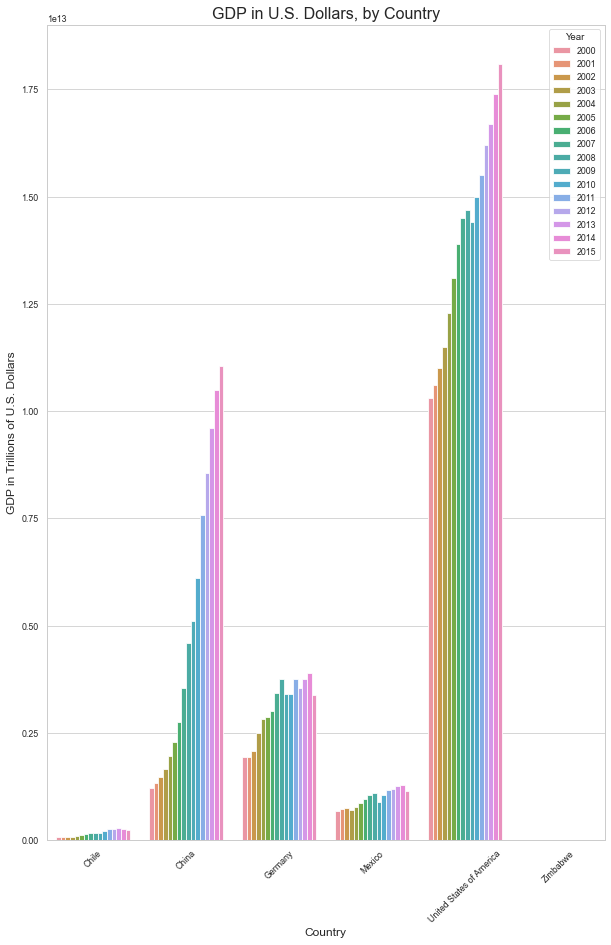 GDP in U.S. Dollars, by Country
1e13
Year
2000
2001
2002
2003
2004
2005
2006
2007
2008
2009
2010
2011
2012
2013
2014
2015
1.75
1.50
1.25
1.00
0.75
0.50
0.25
0.00
GDP in Trillions of U.S. Dollars
Chile
China
Germany
Mexico
United States of America
Zimbabwe
Country